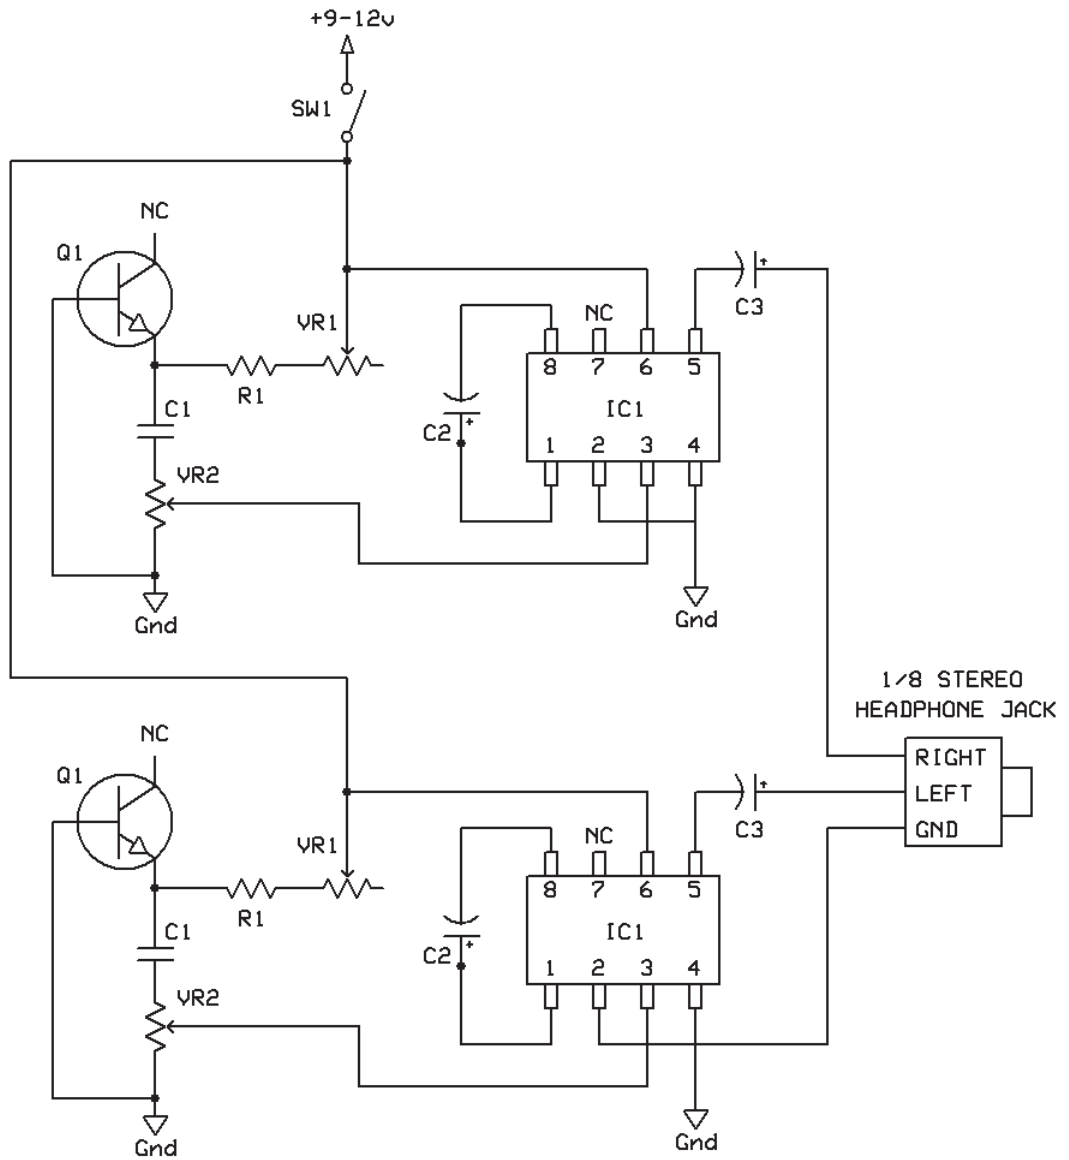 +9-12v
SW1
NC
Q1
VR1
R1
C1
VR2
Gnd
C2
NC
8 7 6 5
IC1
1 2 3 4
C3
Gnd
1/8 STEREO
HEADPHONE JACK
RIGHT
LEFT
GND
NC
Q1
VR1
R1
C1
VR2
Gnd
C2
NC
8 7 6 5
IC1
1 2 3 4
C3
Gnd